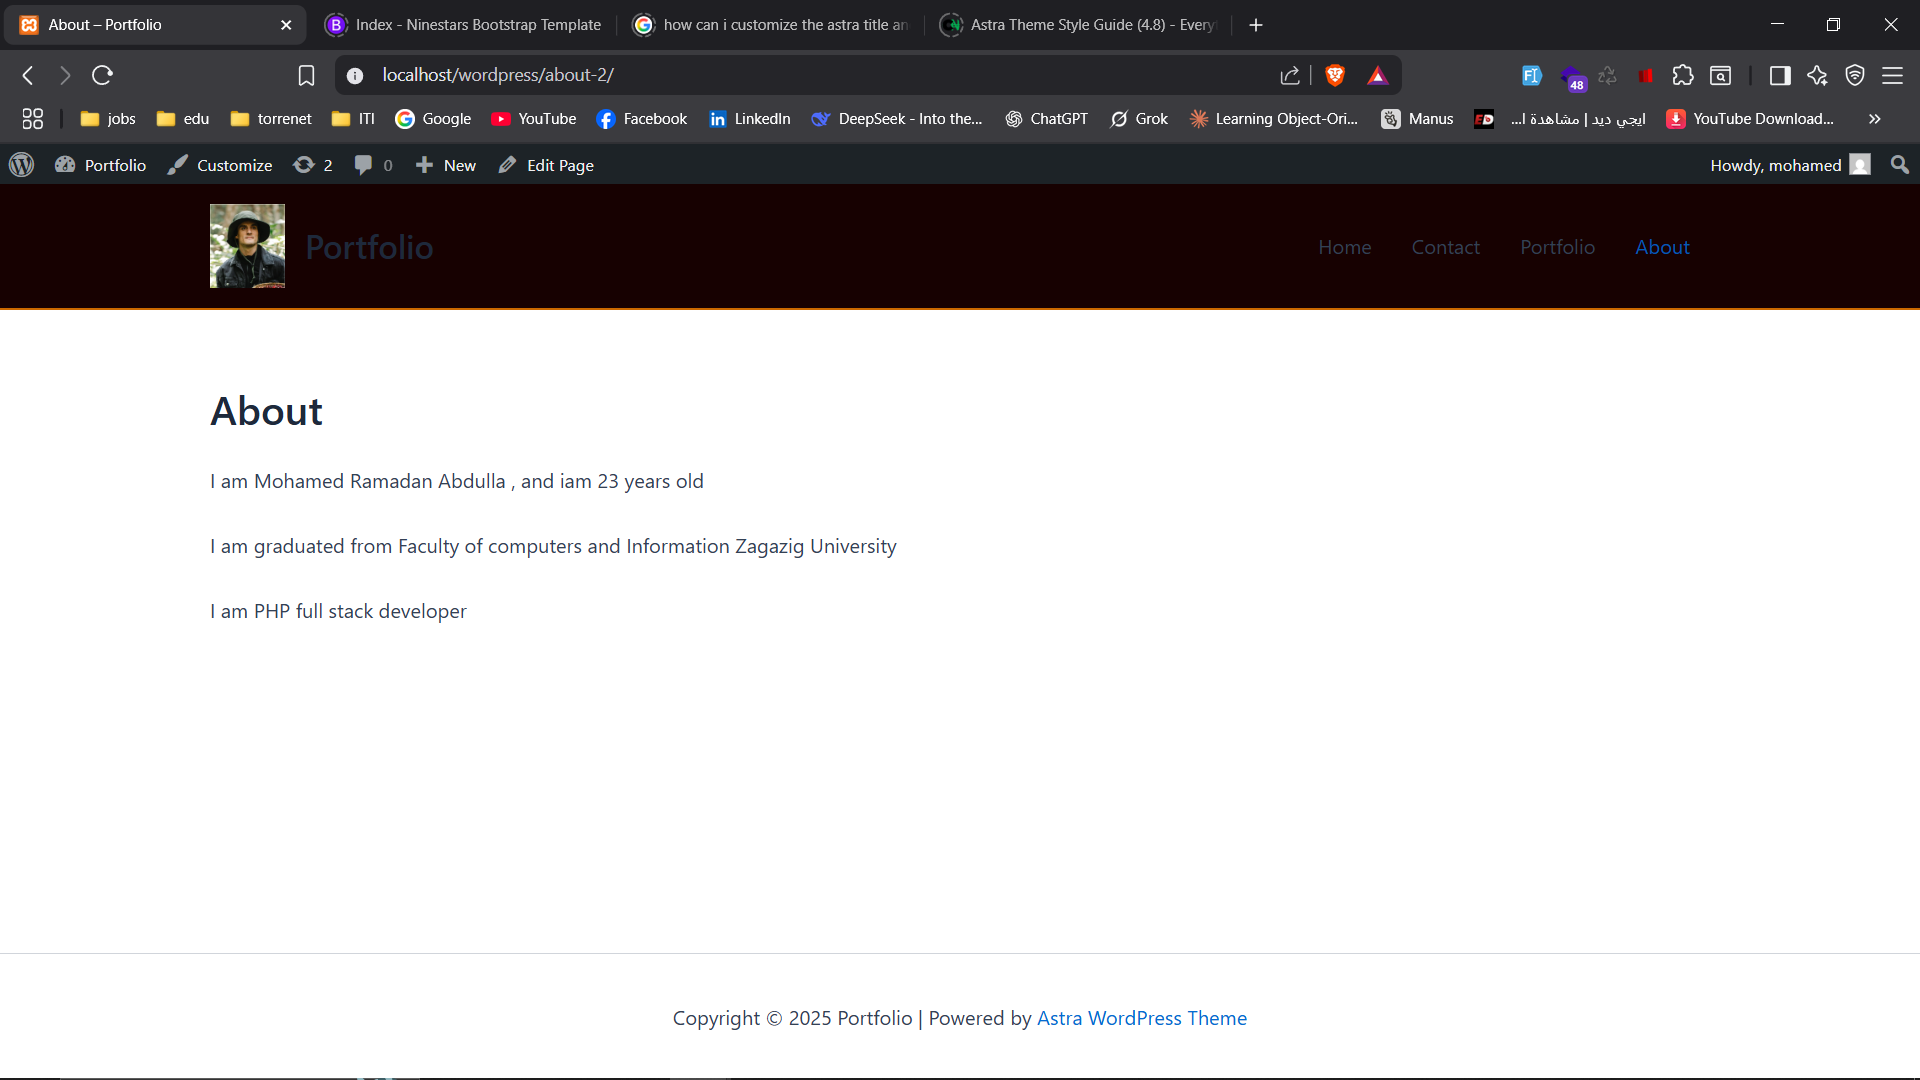 About – Portfolio
Index - Ninestars Bootstrap Template
how can i customize the astra title an
Astra Theme Style Guide (4.8) - Every
localhost/wordpress/about-2/
48
jobs
edu
torrenet
ITI
Google
YouTube
Facebook
LinkedIn
DeepSeek - Into the...
ChatGPT
Grok
Learning Object-Ori...
Manus
ايجي ديد | مشاهدة ا...
YouTube Download...
Portfolio
Customize
2
0
New
Edit Page
Howdy, mohamed
Portfolio
Home
Contact
Portfolio
About
About
I am Mohamed Ramadan Abdulla , and iam 23 years old
I am graduated from Faculty of computers and Information Zagazig University
I am PHP full stack developer
Copyright © 2025 Portfolio | Powered by Astra WordPress Theme